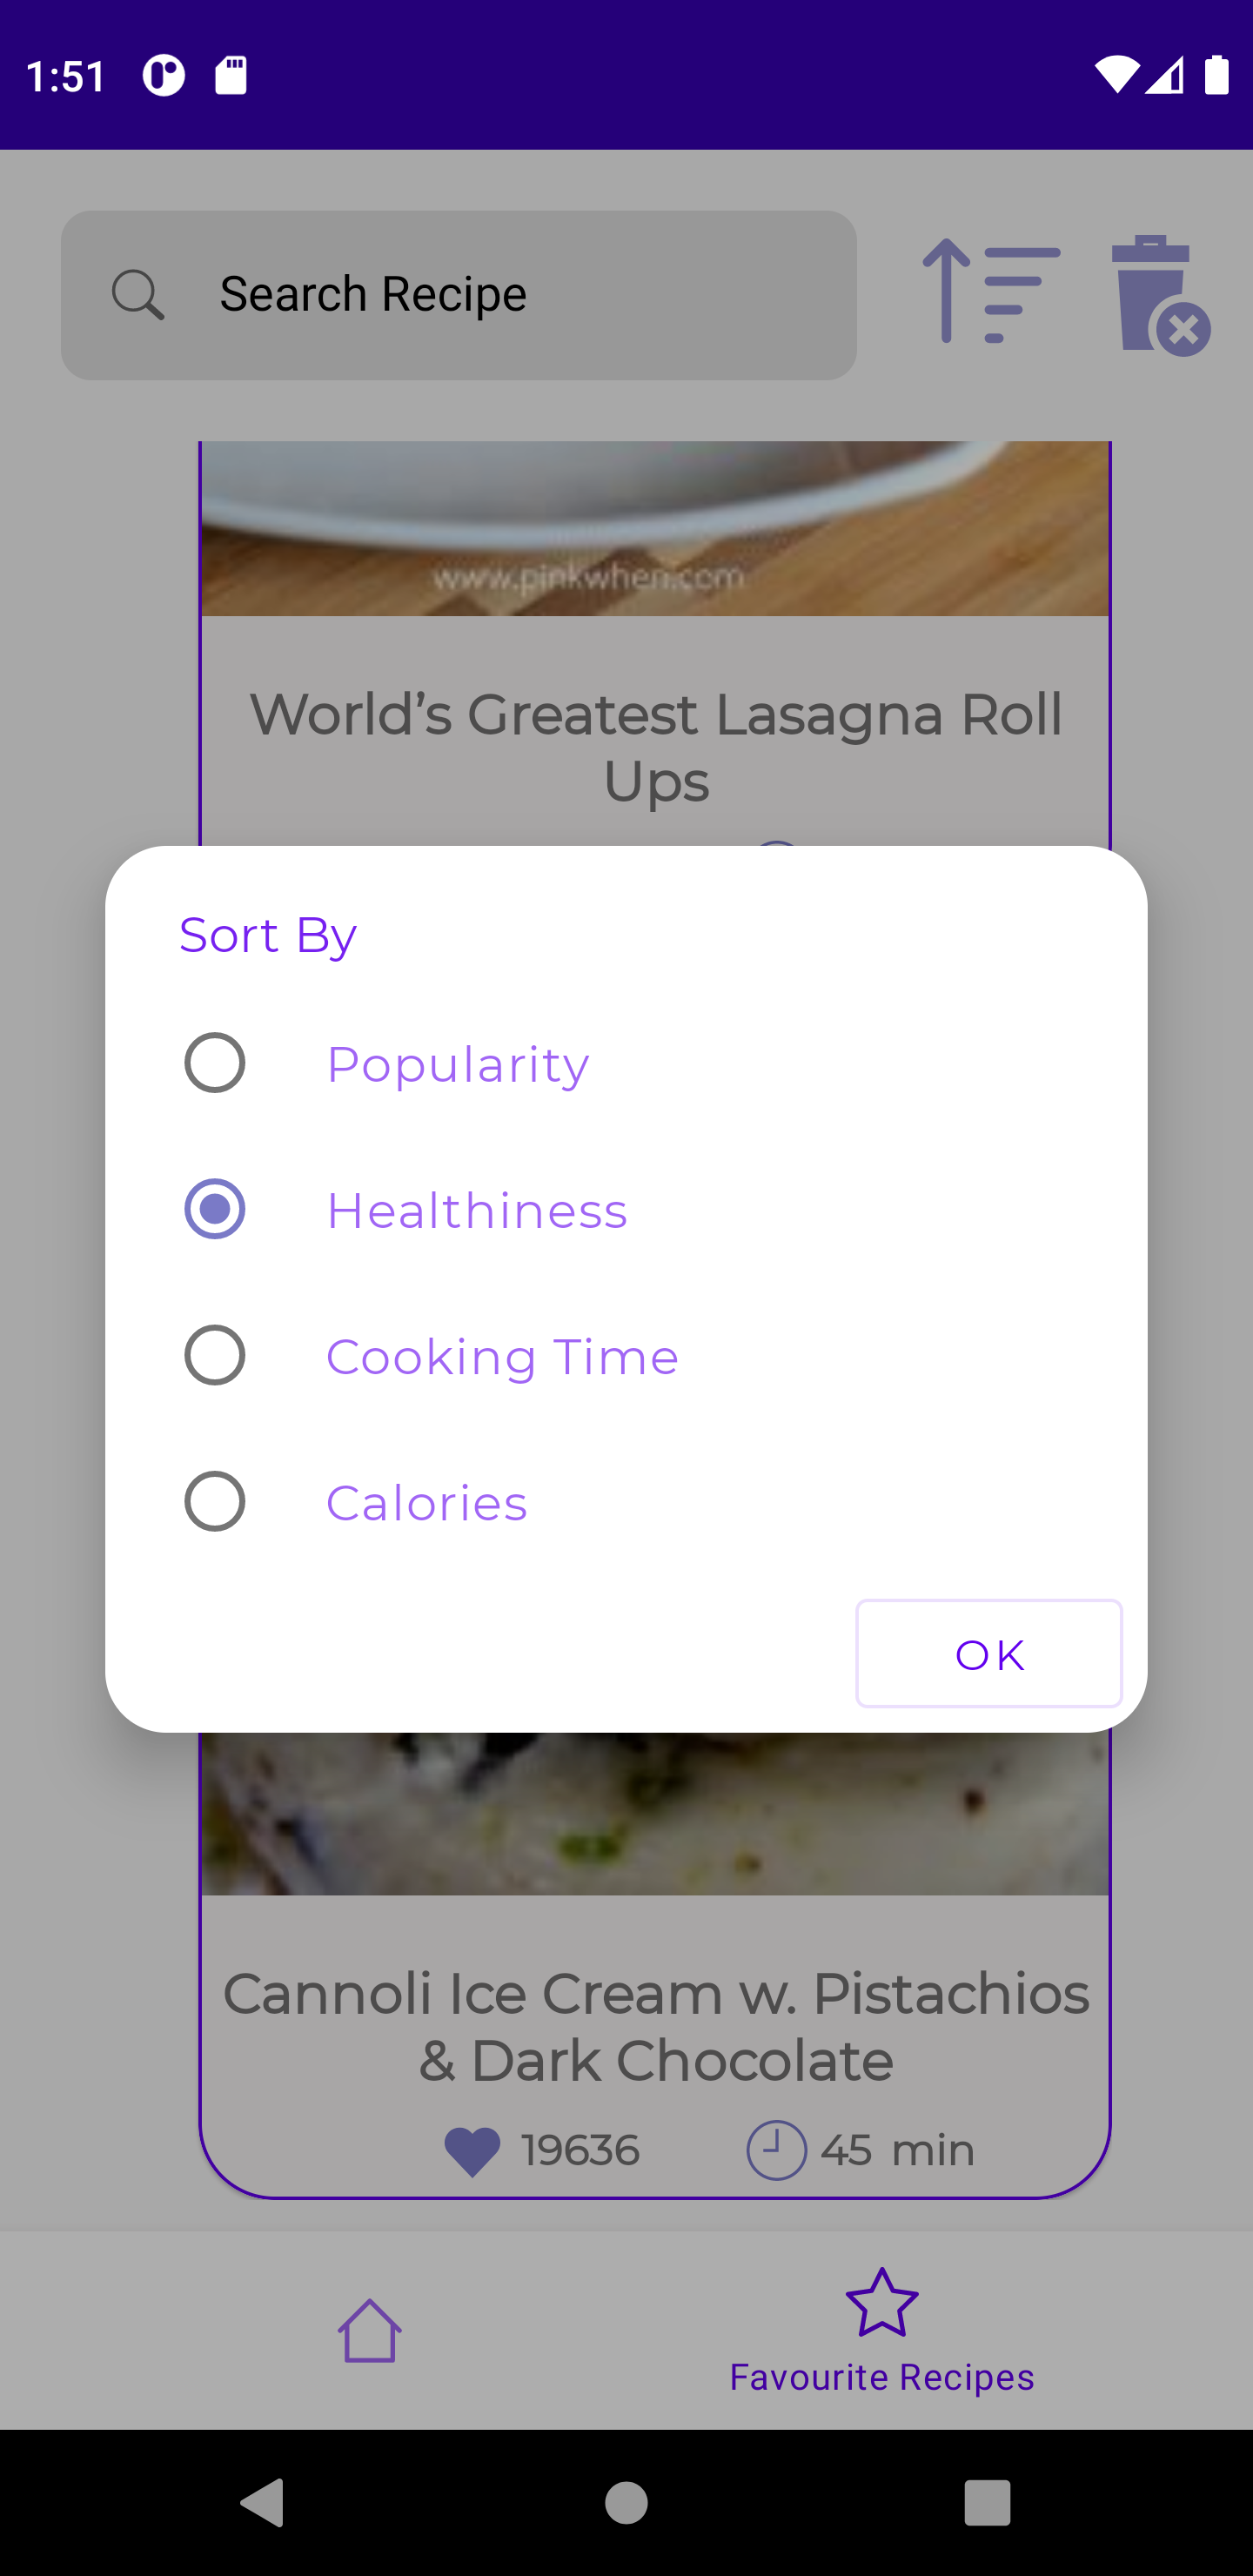 1:51
Search Recipe
www.pinkwhen.com
World’s Greatest Lasagna Roll
Ups
Sort By
Popularity
Healthiness
Cooking Time
Calories
OK
Cannoli Ice Cream w. Pistachios
& Dark Chocolate
19636 45 min
Favourite Recipes